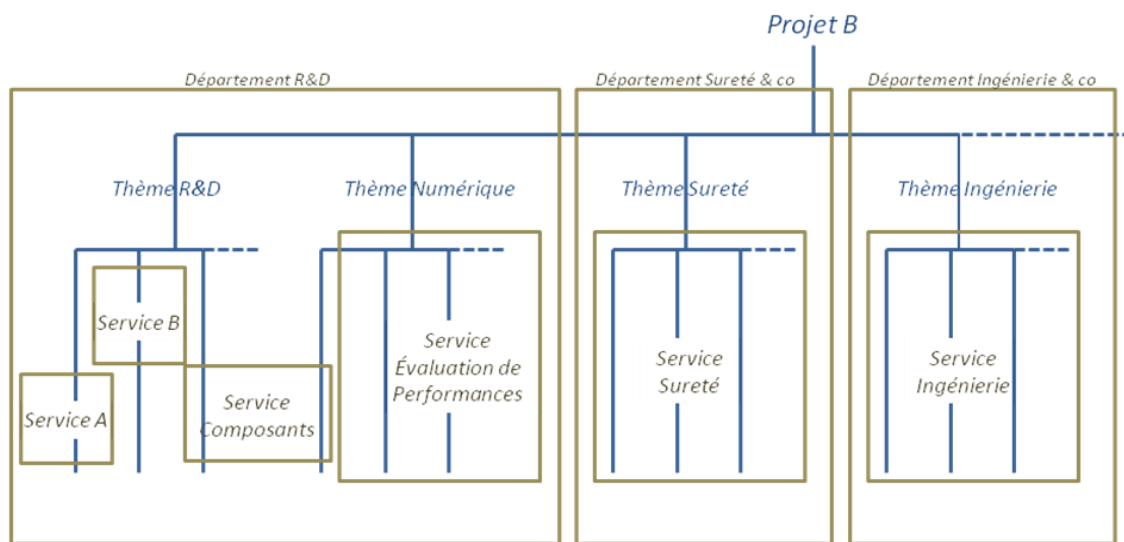 Projet B
Département R&D
Département Sureté & co
Département Ingénierie & co
Thème R&D
Thème Numérique
Thème Sureté
Thème Ingénierie
Service B
Service A
Service
Composants
Service
Évaluation de
Performances
Service
Sureté
Service
Ingénierie